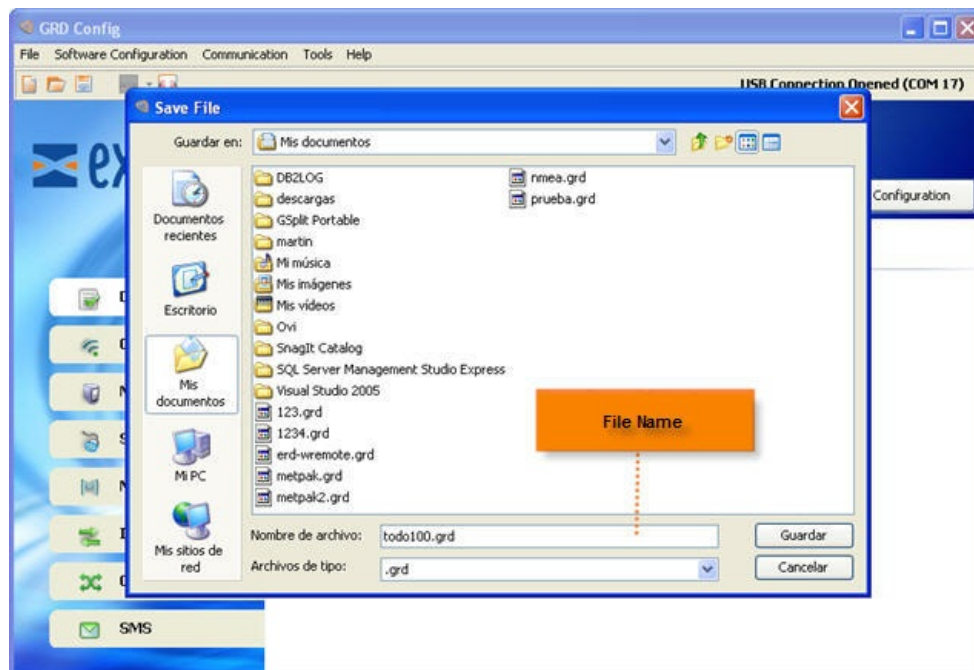 GRD Config
File Software Configuration Communication Tools Help
USB Connection Opened (COM 17)
Save File
Guardar en: Mis documentos
Configuration
Documentos recientes
Escritorio
Mis documentos
Mi PC
Mis sitios de red
DB2LOG
descargas
GSplit Portable
martin
Mi música
Mis imágenes
Mis vídeos
Ovi
SnagIt Catalog
SQL Server Management Studio Express
Visual Studio 2005
123.grd
1234.grd
erd-wremote.grd
metpak.grd
metpak2.grd
nmea.grd
prueba.grd
File Name
Nombre de archivo: todo100.grd Guardar
Archivos de tipo: .grd Cancelar
SMS